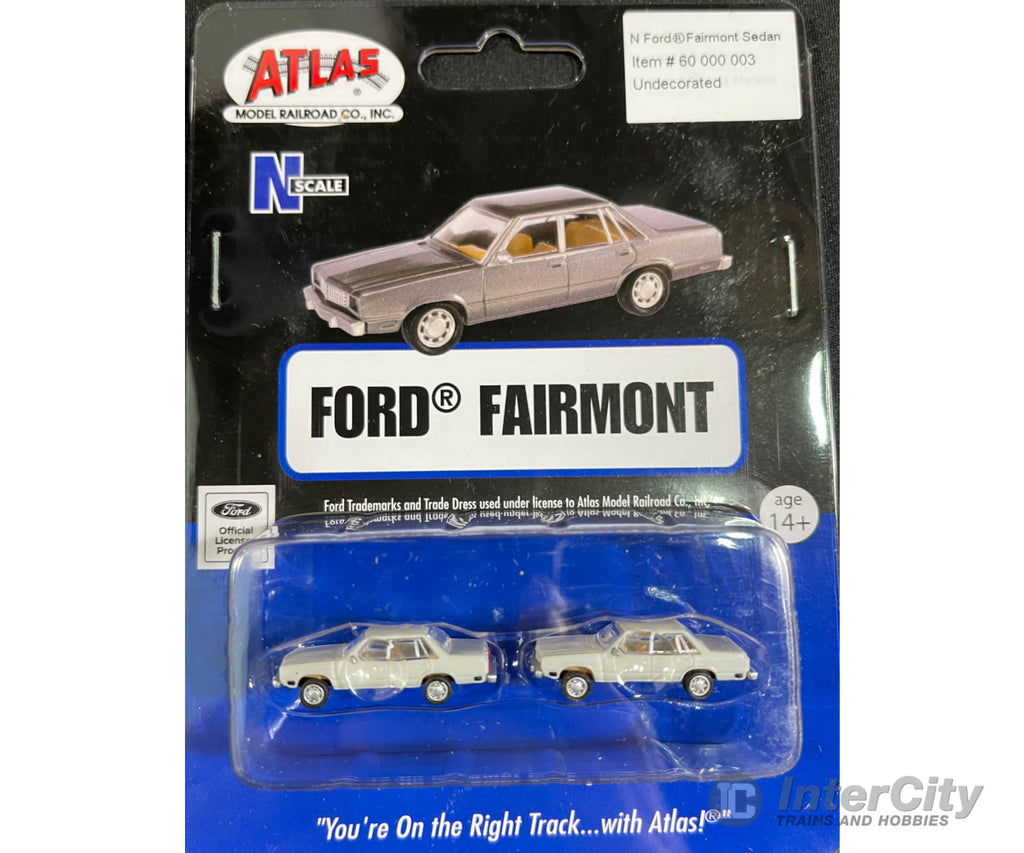 ATLAS®
MODEL RAILROAD CO., INC.
N Ford®Fairmont Sedan
Item # 60 000 003
Undecorated
N SCALE
FORD® FAIRMONT
Ford Trademarks and Trade Dress used under license to Atlas Model Railroad Co., Inc.
Ford
Official
age
14+
"You're On the Right Track...with Atlas!®"
IC InterCity
TRAINS AND HOBBIES